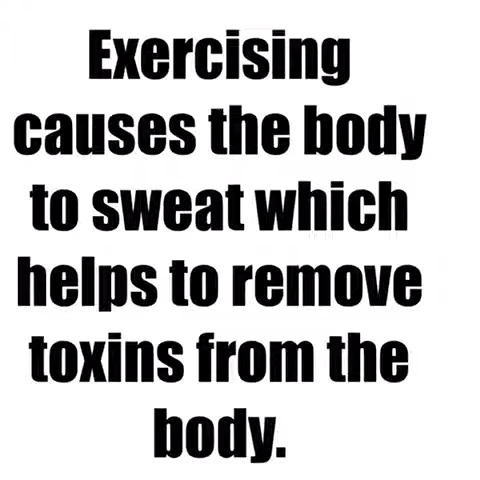 Exercising
causes the body
to sweat which
helps to remove
toxins from the
body.